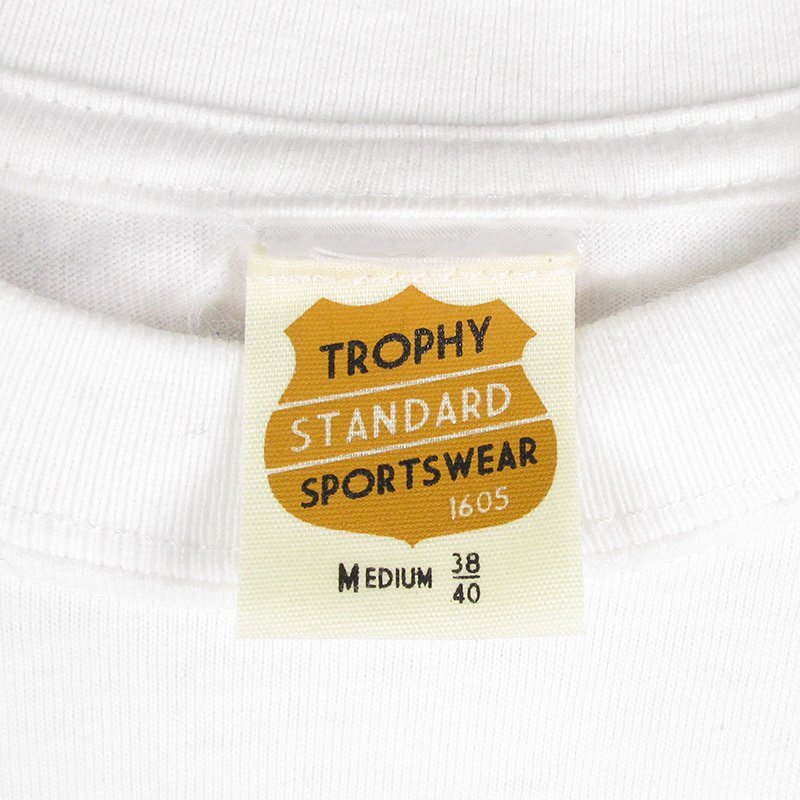 TROPHY
STANDARD
SPORTSWEAR
1605
MEDIUM 38/40